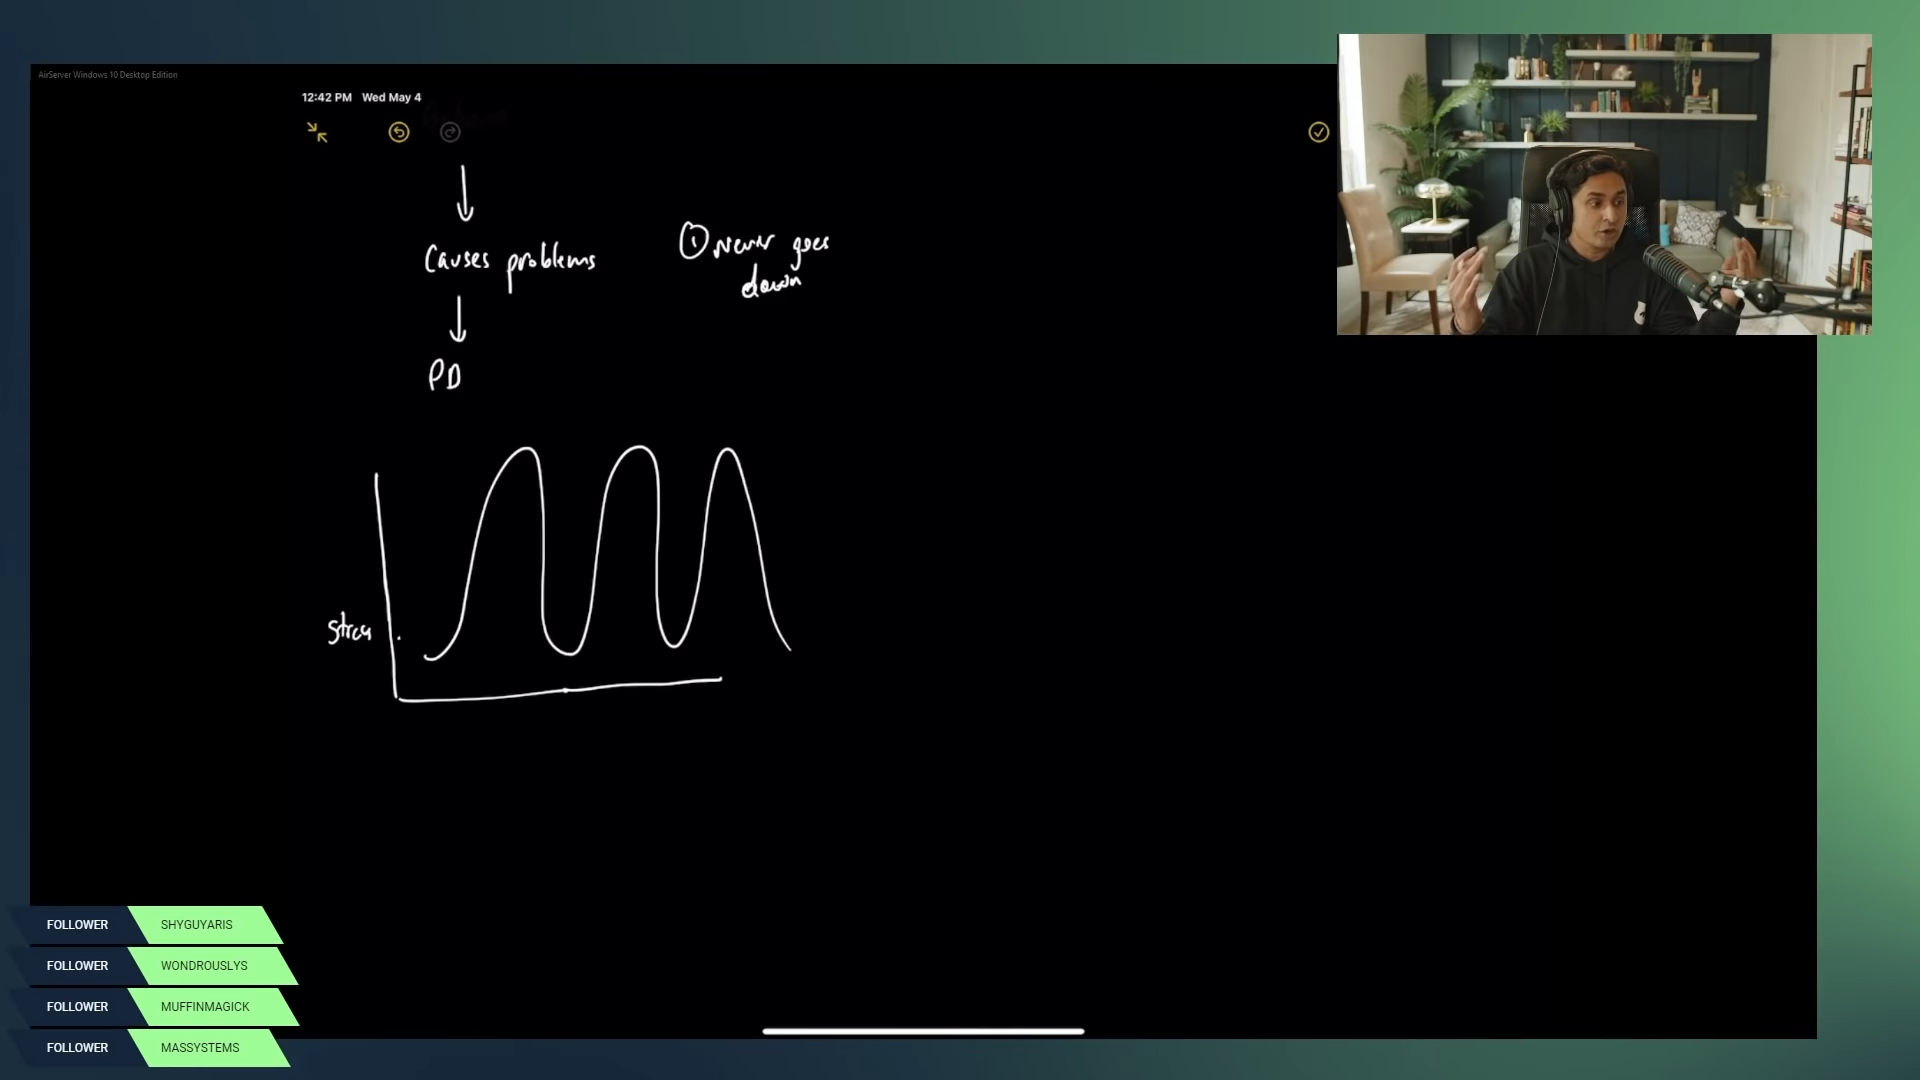 AirServer Windows 10 Desktop Edition
12:42 PM Wed May 4
Causes problems
① Never goes
down
PD
FOLLOWER SHYGUYARIS
FOLLOWER WONDROUSLYS
FOLLOWER MUFFINMAGICK
FOLLOWER MASSYSTEMS